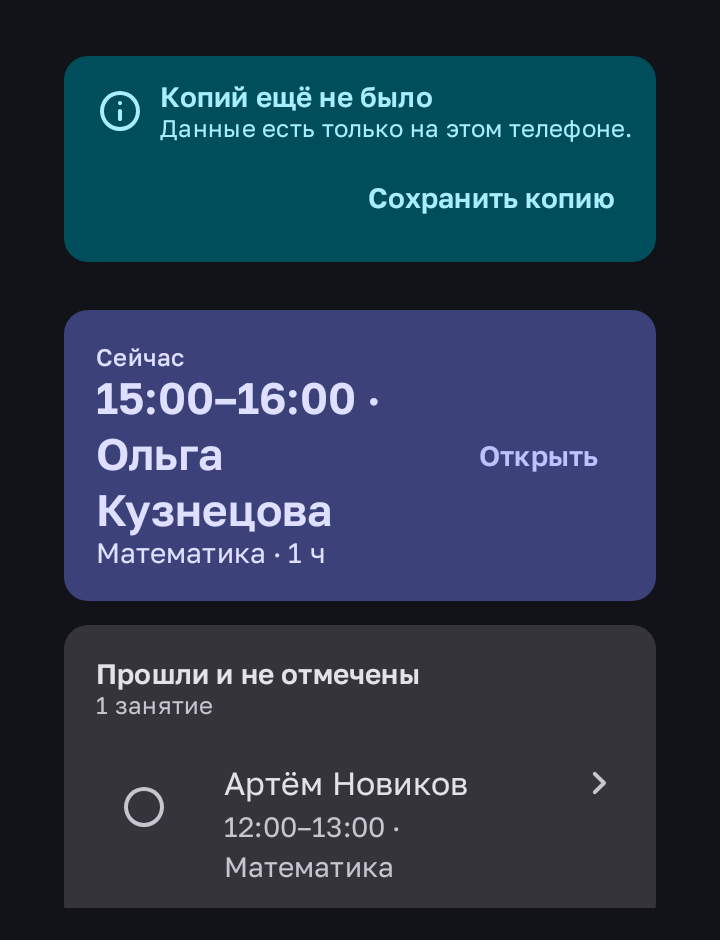 Копий ещё не было
Данные есть только на этом телефоне.
Сохранить копию
Сейчас
15:00–16:00 ·
Ольга
Кузнецова
Открыть
Математика · 1 ч
Прошли и не отмечены
1 занятие
Артём Новиков
12:00–13:00 ·
Математика